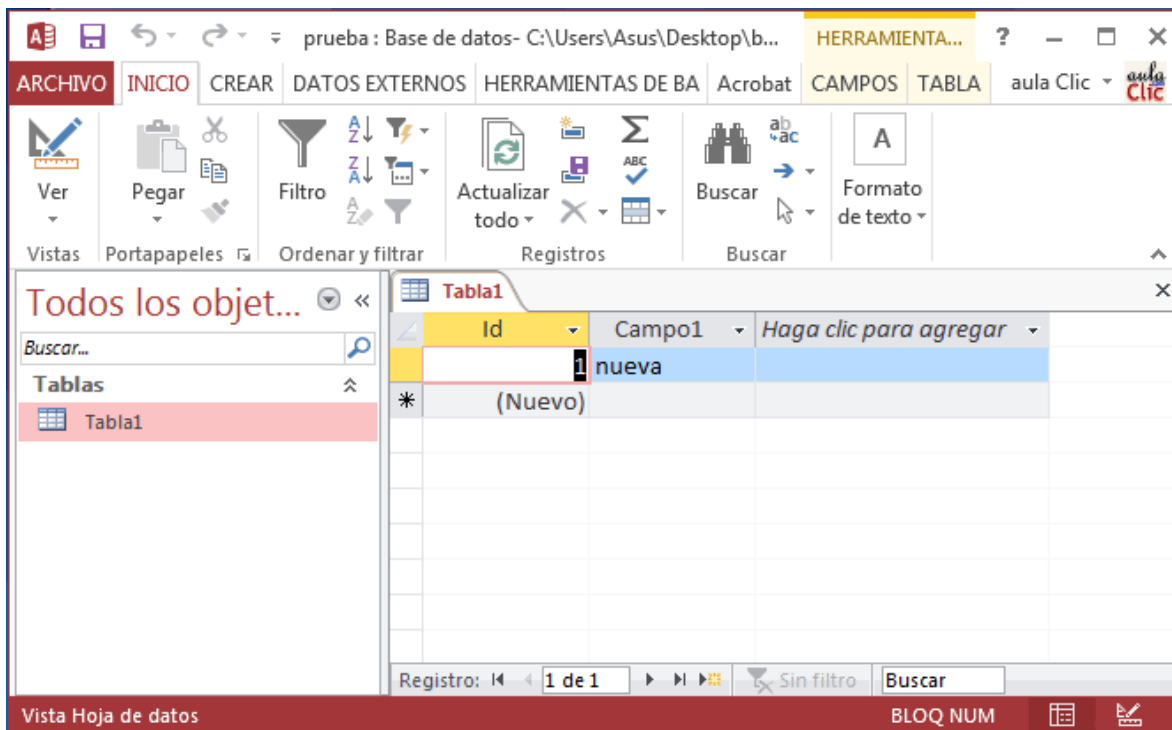 prueba : Base de datos- C:\Users\Asus\Desktop\b... HERRAMIENTA... ?
ARCHIVO INICIO CREAR DATOS EXTERNOS HERRAMIENTAS DE BA Acrobat CAMPOS TABLA aula Clic aula Clic
Ver
Pegar
Filtro
Actualizar todo
ABC
Buscar
ab ac
A
Formato de texto
Vistas Portapapeles Ordenar y filtrar Registros Buscar
Todos los objet... «
Buscar...
Tablas
Tabla1
Tabla1
Id Campo1 Haga clic para agregar
1 nueva
(Nuevo)
Registro: 1 de 1 Sin filtro Buscar
Vista Hoja de datos BLOQ NUM